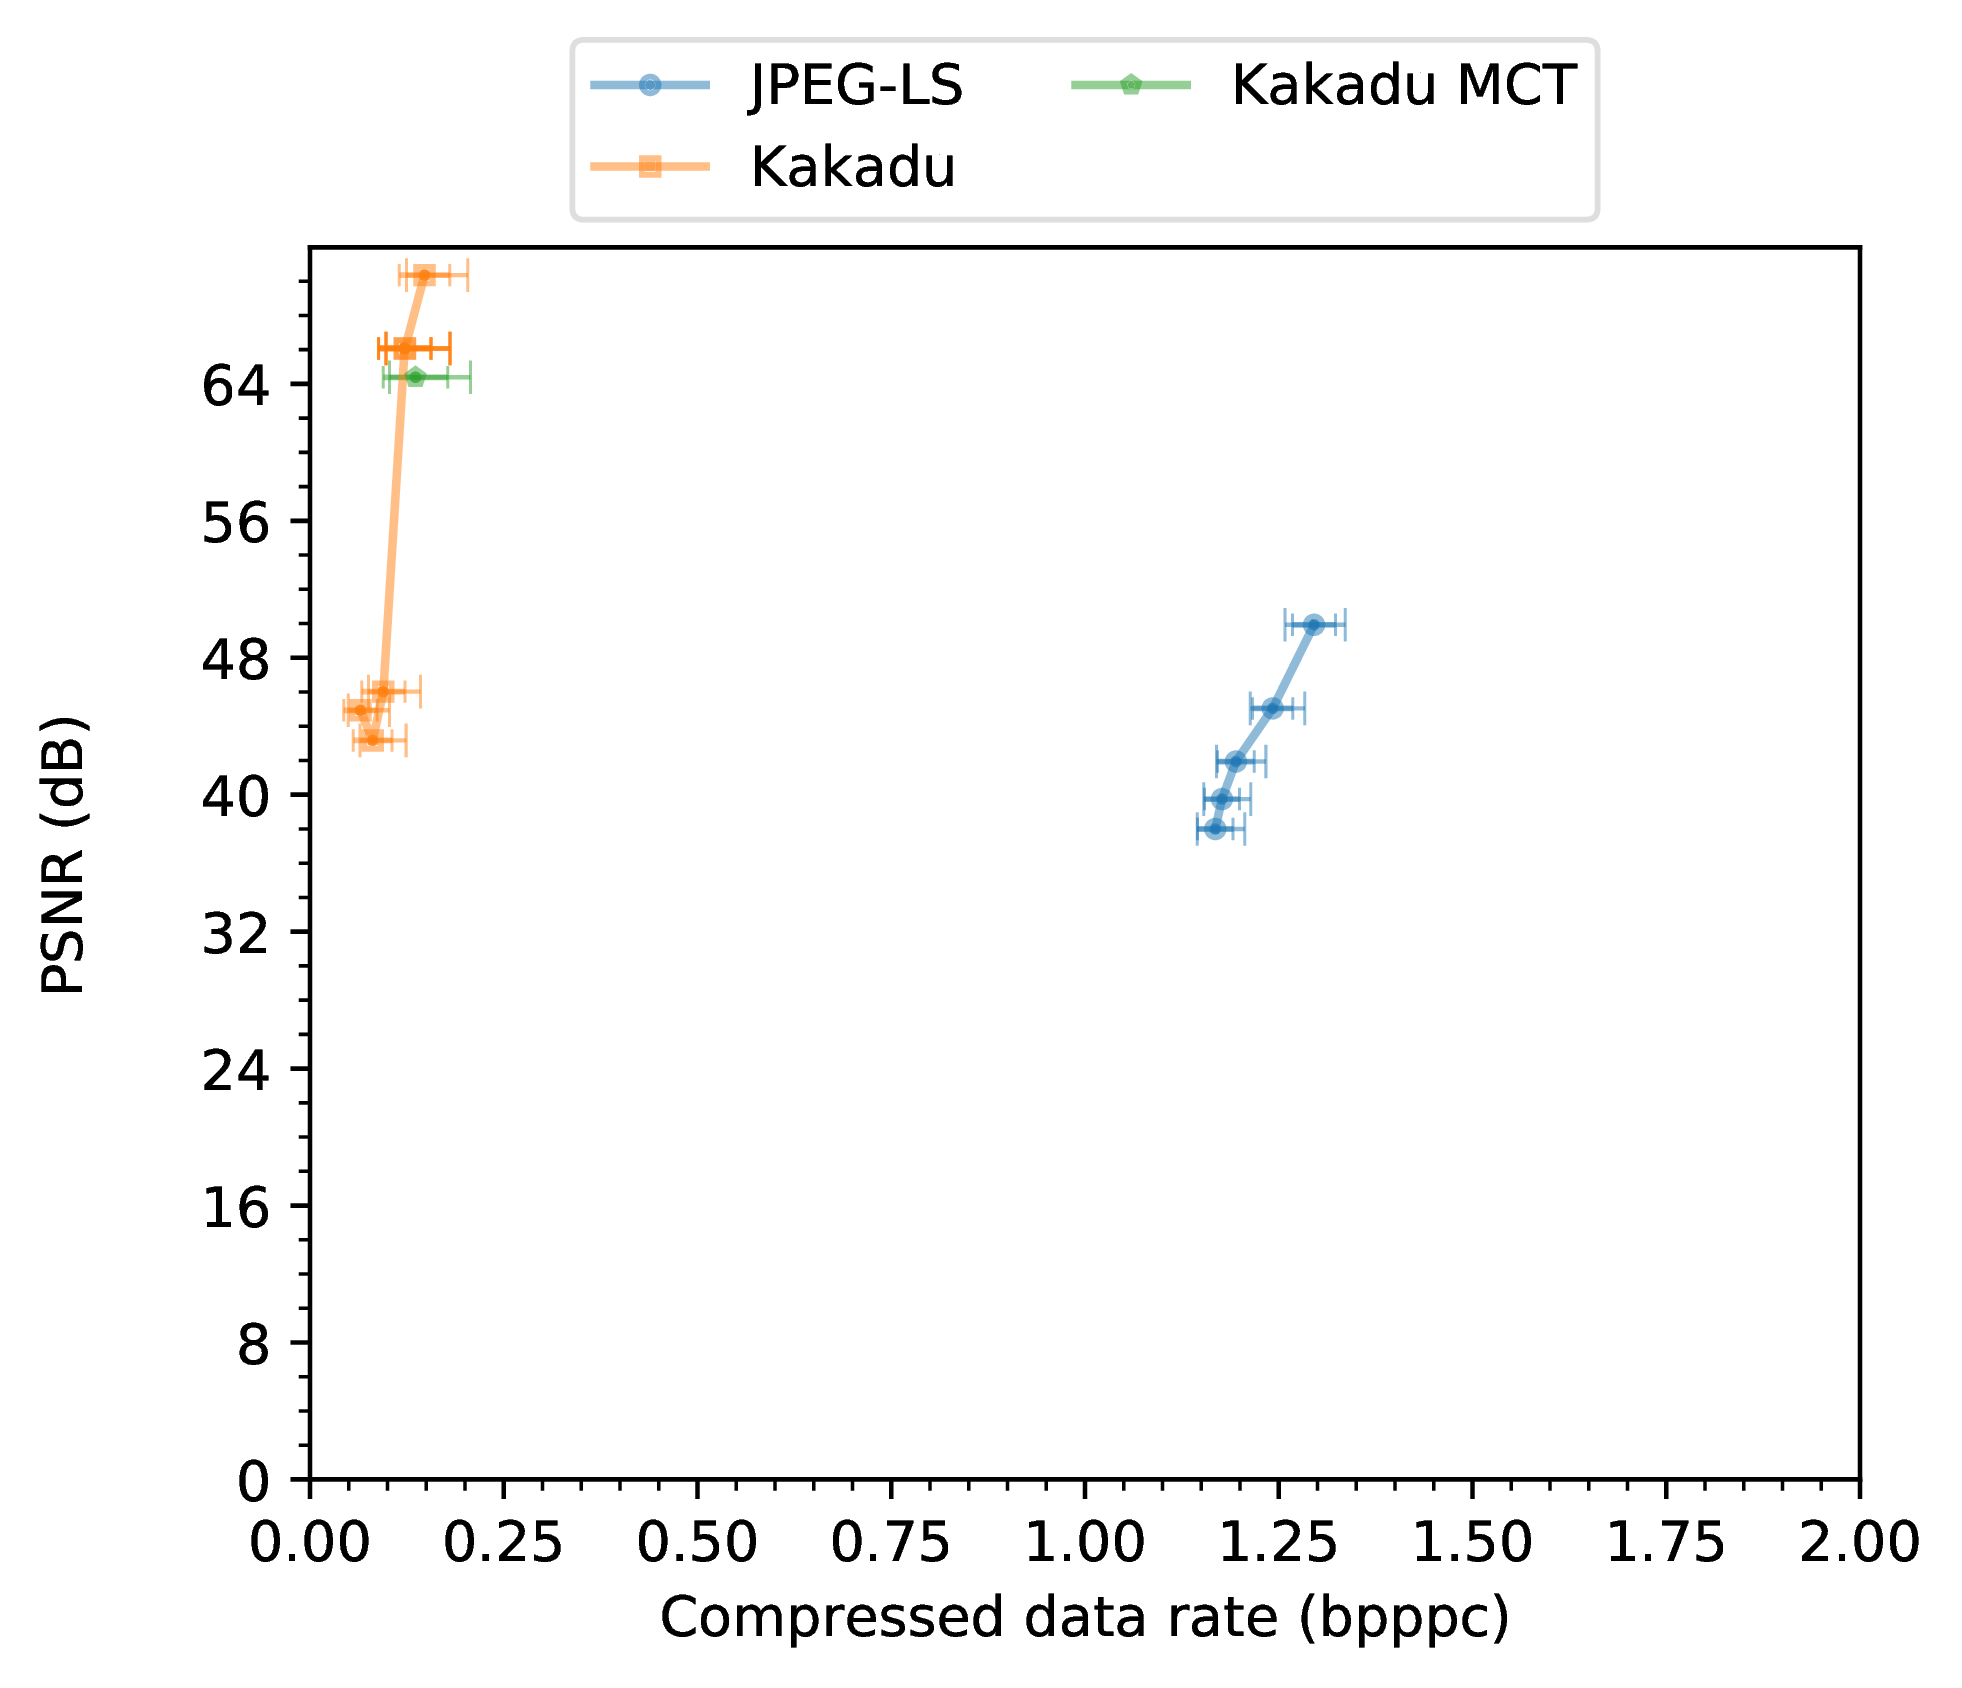 JPEG-LS
Kakadu
Kakadu MCT
64
56
48
40
32
24
16
8
0
PSNR (dB)
0.00 0.25 0.50 0.75 1.00 1.25 1.50 1.75 2.00
Compressed data rate (bpppc)